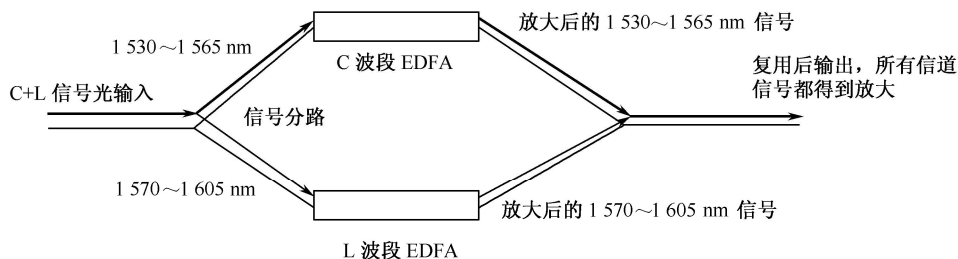 1 530～1 565 nm
C 波段 EDFA
放大后的 1 530～1 565 nm 信号
C+L 信号光输入
信号分路
复用后输出，所有信道
信号都得到放大
1 570～1 605 nm
L 波段 EDFA
放大后的 1 570～1 605 nm 信号